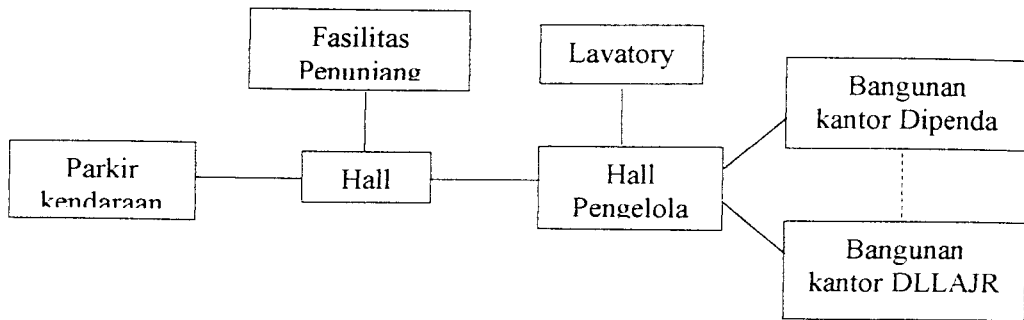 Fasilitas
Penunjang
Lavatory
Bangunan
kantor Dipenda
Parkir
kendaraan
Hall
Hall
Pengelola
Bangunan
kantor DLLAJR